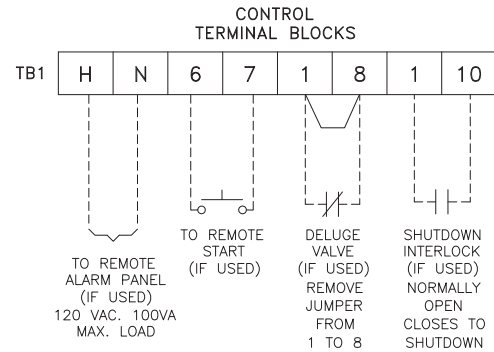 CONTROL
TERMINAL BLOCKS
TB1 H N 6 7 1 8 1 10
TO REMOTE
ALARM PANEL
(IF USED)
120 VAC. 100VA
MAX. LOAD
TO REMOTE
START
(IF USED)
DELUGE
VALVE
(IF USED)
REMOVE
JUMPER
FROM
1 TO 8
SHUTDOWN
INTERLOCK
(IF USED)
NORMALLY
OPEN
CLOSES TO
SHUTDOWN